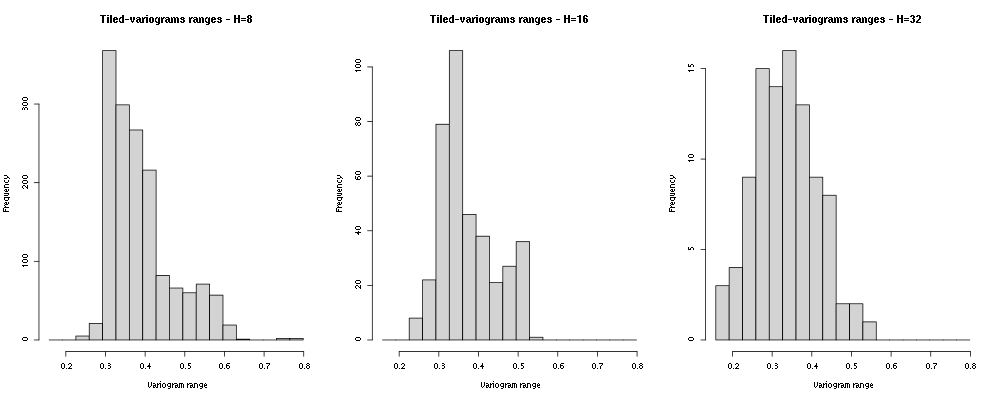 Tiled-variograms ranges - H=8
Frequency
0
100
200
300
0.2 0.3 0.4 0.5 0.6 0.7 0.8
Variogram range
Tiled-variograms ranges - H=16
Frequency
0
20
40
60
80
100
0.2 0.3 0.4 0.5 0.6 0.7 0.8
Variogram range
Tiled-variograms ranges - H=32
Frequency
0
5
10
15
0.2 0.3 0.4 0.5 0.6 0.7 0.8
Variogram range